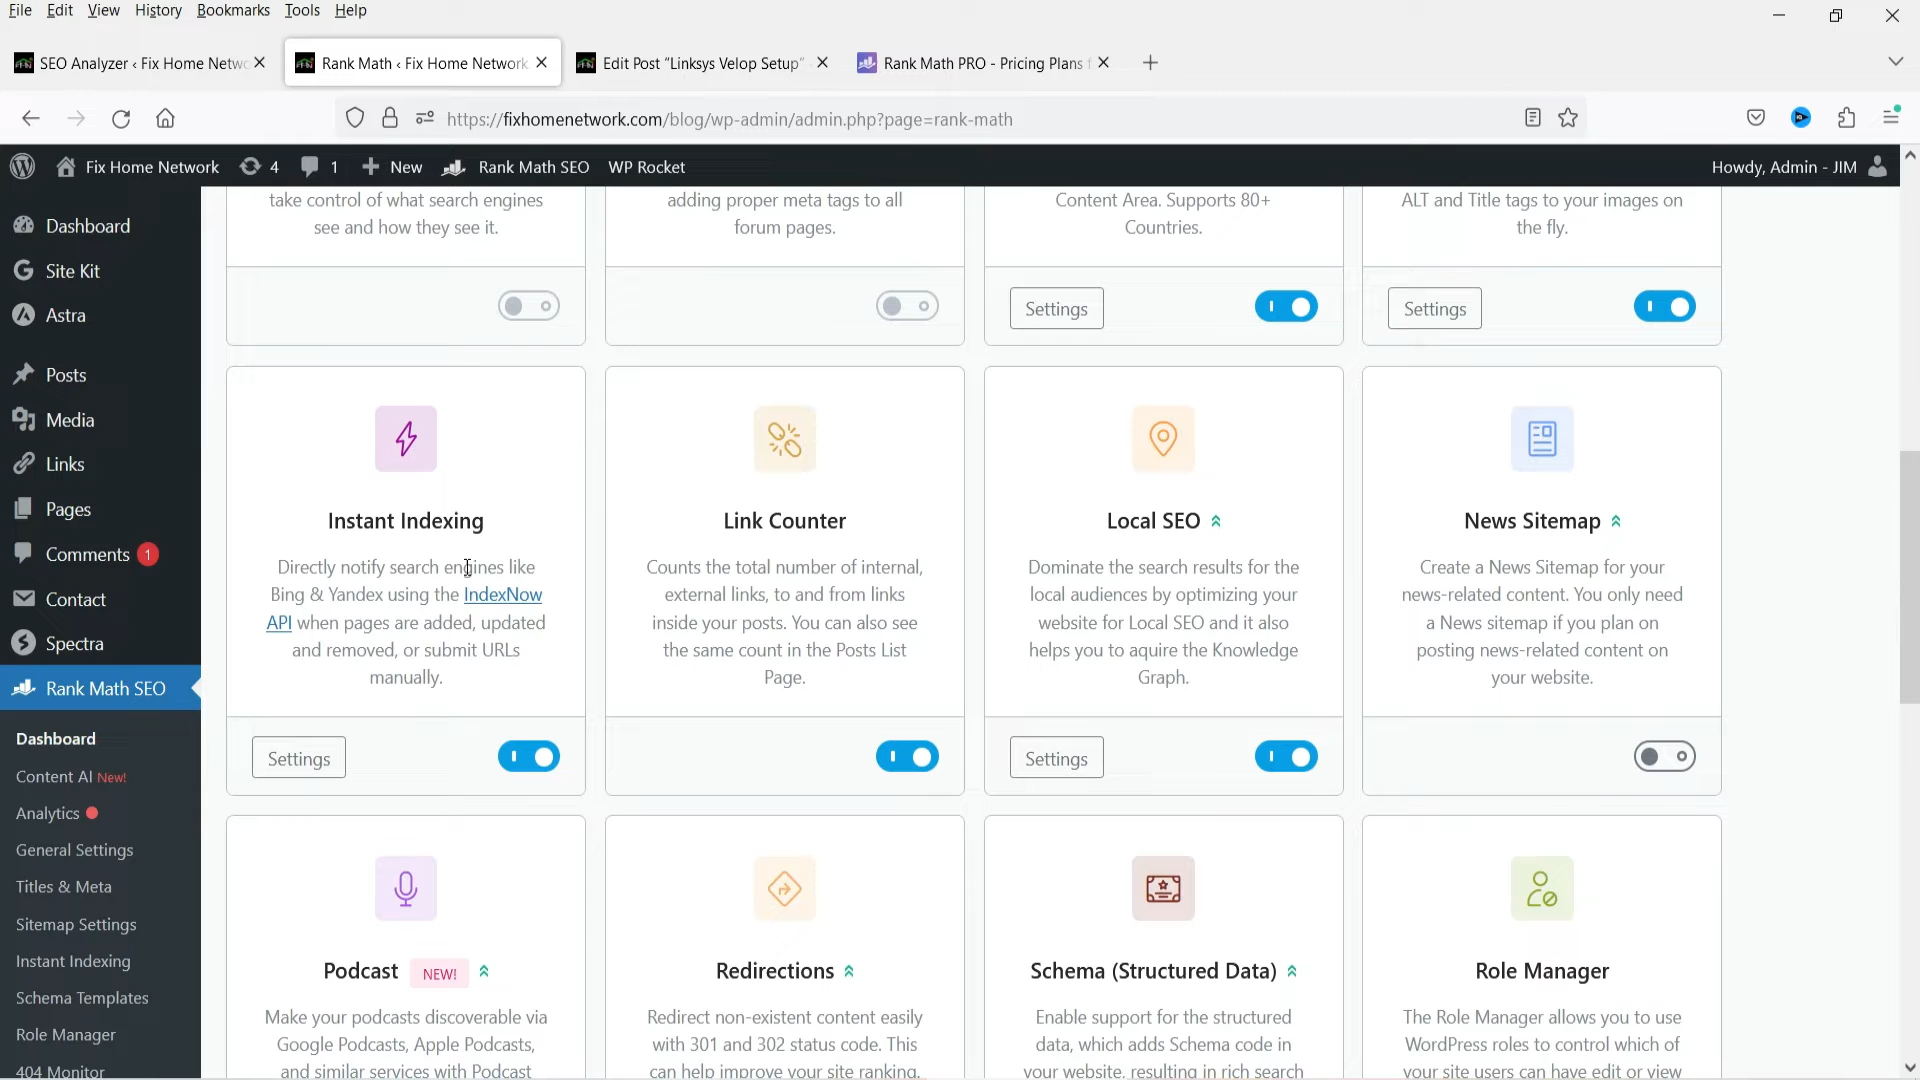 File Edit View History Bookmarks Tools Help
SEO Analyzer ‹ Fix Home Netwo
Rank Math ‹ Fix Home Network
Edit Post "Linksys Velop Setup"
Rank Math PRO - Pricing Plans f
https://fixhomenetwork.com/blog/wp-admin/admin.php?page=rank-math
Fix Home Network 4 1 New Rank Math SEO WP Rocket Howdy, Admin - JIM
Dashboard
Site Kit
Astra
Posts
Media
Links
Pages
Comments 1
Contact
Spectra
Rank Math SEO
Dashboard
Content AI New!
Analytics
General Settings
Titles & Meta
Sitemap Settings
Instant Indexing
Schema Templates
Role Manager
404 Monitor
take control of what search engines
see and how they see it.
adding proper meta tags to all
forum pages.
Content Area. Supports 80+
Countries.
Settings
ALT and Title tags to your images on
the fly.
Settings
Instant Indexing
Directly notify search engines like
Bing & Yandex using the IndexNow
API when pages are added, updated
and removed, or submit URLs
manually.
Settings
Link Counter
Counts the total number of internal,
external links, to and from links
inside your posts. You can also see
the same count in the Posts List
Page.
Local SEO
Dominate the search results for the
local audiences by optimizing your
website for Local SEO and it also
helps you to aquire the Knowledge
Graph.
Settings
News Sitemap
Create a News Sitemap for your
news-related content. You only need
a News sitemap if you plan on
posting news-related content on
your website.
Podcast NEW!
Make your podcasts discoverable via
Google Podcasts, Apple Podcasts,
and similar services with Podcast
Redirections
Redirect non-existent content easily
with 301 and 302 status code. This
can help improve your site ranking.
Schema (Structured Data)
Enable support for the structured
data, which adds Schema code in
your website, resulting in rich search
Role Manager
The Role Manager allows you to use
WordPress roles to control which of
your site users can have edit or view